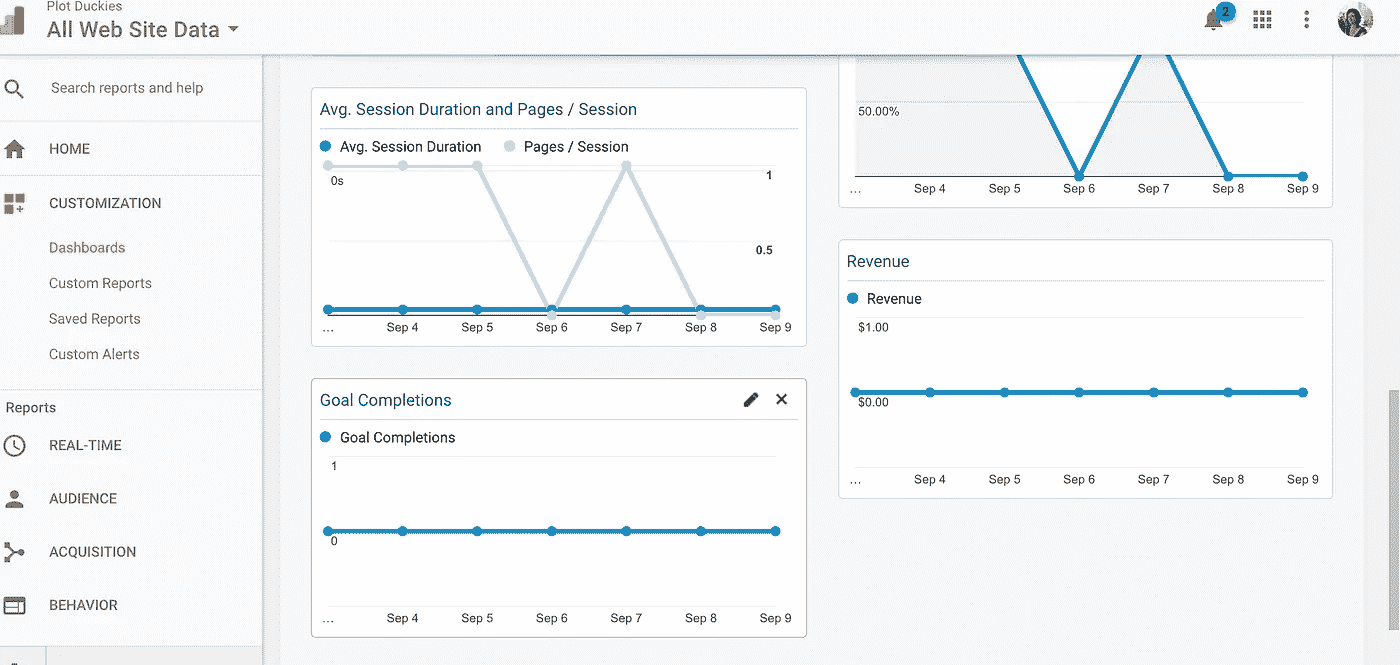 Plot Duckies
All Web Site Data
2
Search reports and help
HOME
CUSTOMIZATION
Dashboards
Custom Reports
Saved Reports
Custom Alerts
Reports
REAL-TIME
AUDIENCE
ACQUISITION
BEHAVIOR
Avg. Session Duration and Pages / Session
Avg. Session Duration Pages / Session
0s 1
0.5
... Sep 4 Sep 5 Sep 6 Sep 7 Sep 8 Sep 9
Goal Completions
Goal Completions
1
0
... Sep 4 Sep 5 Sep 6 Sep 7 Sep 8 Sep 9
50.00%
... Sep 4 Sep 5 Sep 6 Sep 7 Sep 8 Sep 9
Revenue
Revenue
$1.00
$0.00
... Sep 4 Sep 5 Sep 6 Sep 7 Sep 8 Sep 9